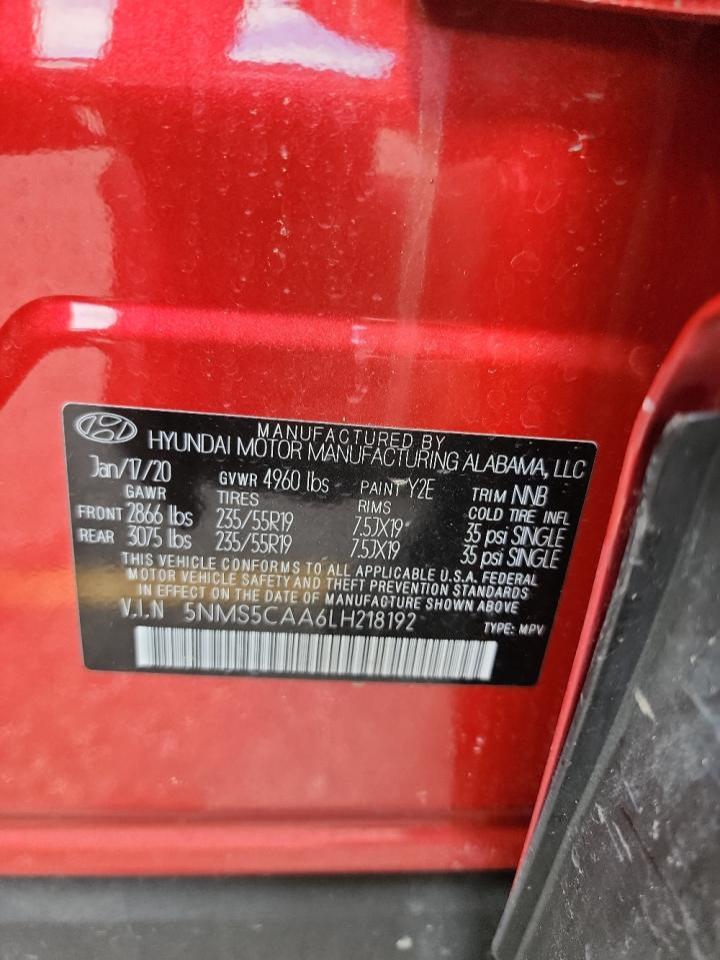 MANUFACTURED BY
HYUNDAI MOTOR MANUFACTURING ALABAMA, LLC
Jan/17/20 GVWR 4960 lbs PAINT Y2E TRIM NNB
GAWR TIRES RIMS COLD TIRE INFL
FRONT 2866 lbs 235/55R19 7.5JX19 35 psi SINGLE
REAR 3075 lbs 235/55R19 7.5JX19 35 psi SINGLE
THIS VEHICLE CONFORMS TO ALL APPLICABLE U.S.A. FEDERAL
MOTOR VEHICLE SAFETY AND THEFT PREVENTION STANDARDS
IN EFFECT ON THE DATE OF MANUFACTURE SHOWN ABOVE
V.I.N 5NMS5CAA6LH218192 TYPE: MPV